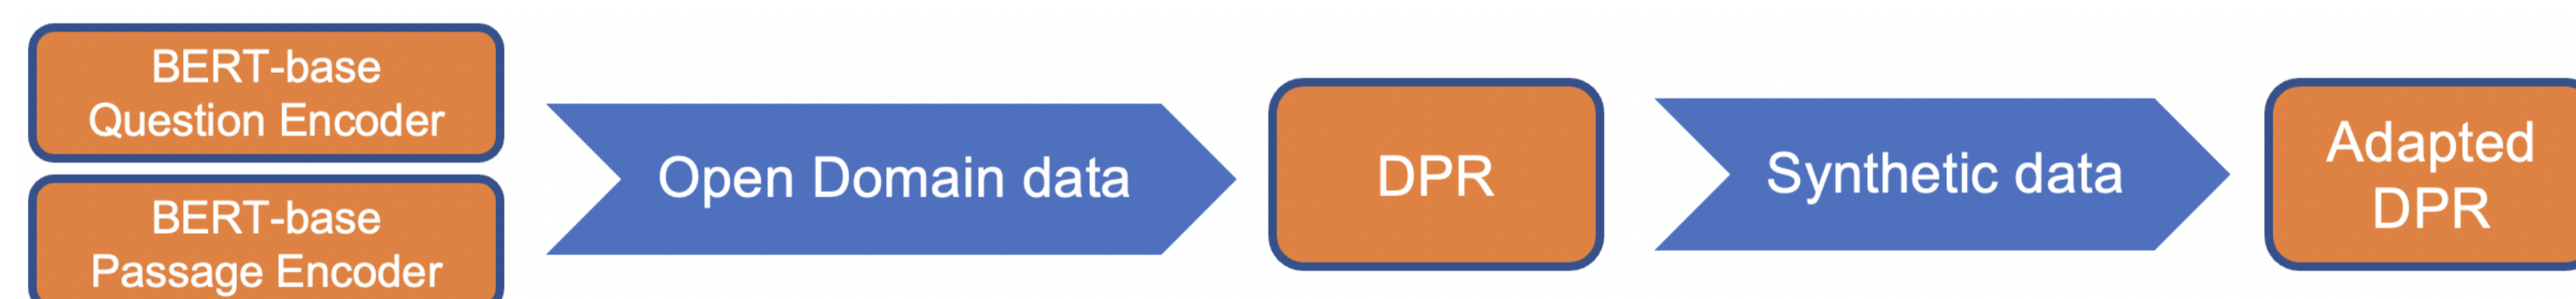 BERT-base
Question Encoder
BERT-base
Passage Encoder
Open Domain data
DPR
Synthetic data
Adapted
DPR